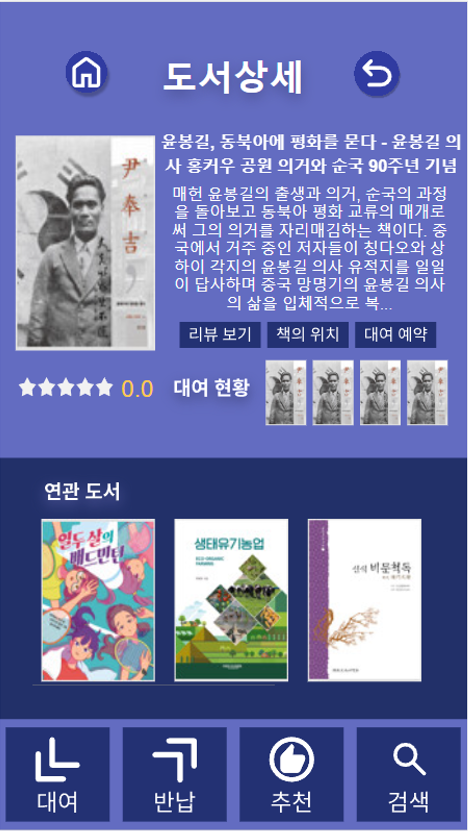 도서상세
윤봉길, 동북아에 평화를 묻다 - 윤봉길 의
사 홍커우 공원 의거와 순국 90주년 기념
매헌 윤봉길의 출생과 의거, 순국의 과정
을 돌아보고 동북아 평화 교류의 매개로
써 그의 의거를 자리매김하는 책이다. 중
국에서 거주 중인 저자들이 칭다오와 상
하이 각지의 윤봉길 의사 유적지를 일일
이 답사하며 중국 망명기의 윤봉길 의사
의 삶을 입체적으로 복...
尹
奉
吉
리뷰 보기 책의 위치 대여 예약
0.0 대여 현황
연관 도서
열두 살의
배드민턴
생태유기농업
ECO-ORGANIC
FARMING
비문척독
대여 반납 추천 검색